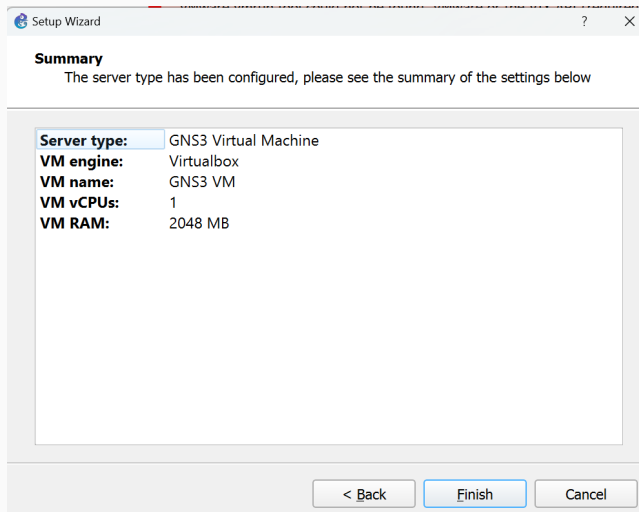 Setup Wizard
?
Summary
The server type has been configured, please see the summary of the settings below
Server type: GNS3 Virtual Machine
VM engine: Virtualbox
VM name: GNS3 VM
VM vCPUs: 1
VM RAM: 2048 MB
< Back
Finish
Cancel